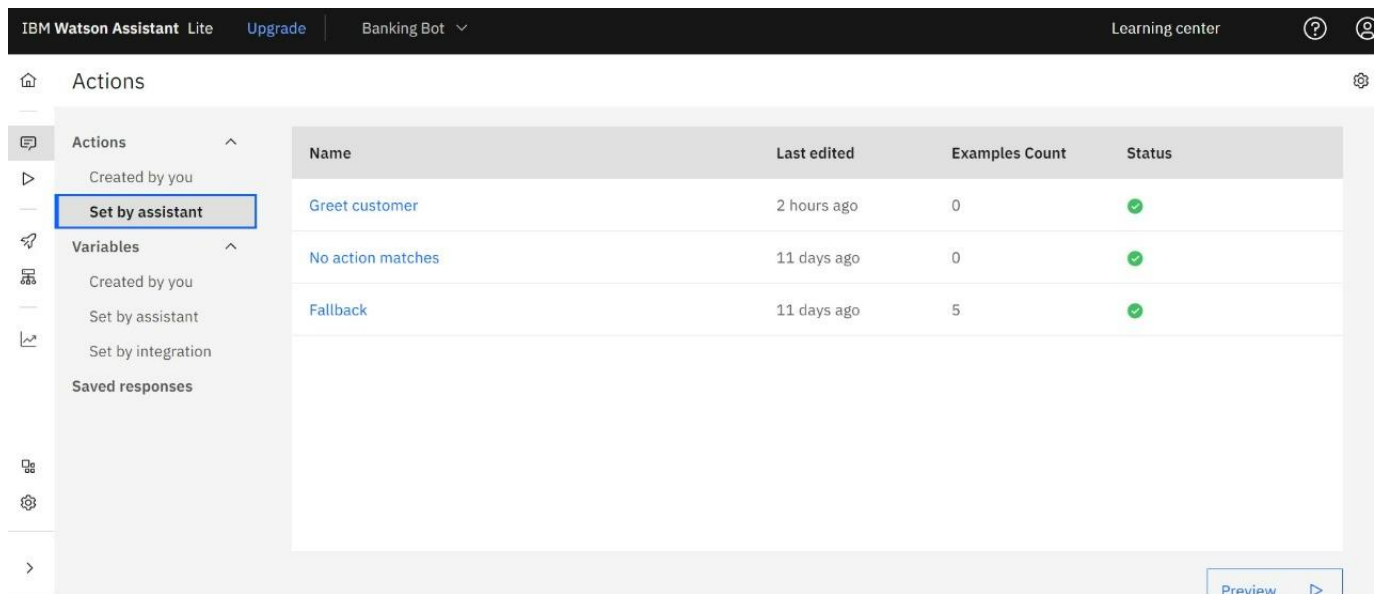 IBM Watson Assistant Lite Upgrade Banking Bot Learning center
Actions
Actions
Created by you
Set by assistant
Variables
Created by you
Set by assistant
Set by integration
Saved responses
Name Last edited Examples Count Status
Greet customer 2 hours ago 0
No action matches 11 days ago 0
Fallback 11 days ago 5
Preview